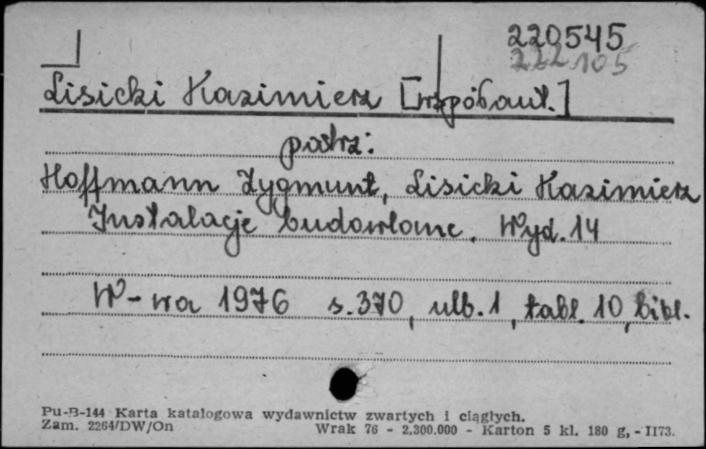 220545
222105
Lisicki Kazimierz [współaut.]
patrz:
Hoffmann Zygmunt, Lisicki Kazimierz
Instalacje budowlane. Wyd. 14
W-wa 1976 s. 370, ulb. 1, tabl. 10, bibl.
Pu-B-144 Karta katalogowa wydawnictw zwartych i ciągłych.
Zam. 2264/DW/On Wrak 76 - 2.300.000 - Karton 5 kl. 180 g, - II73.